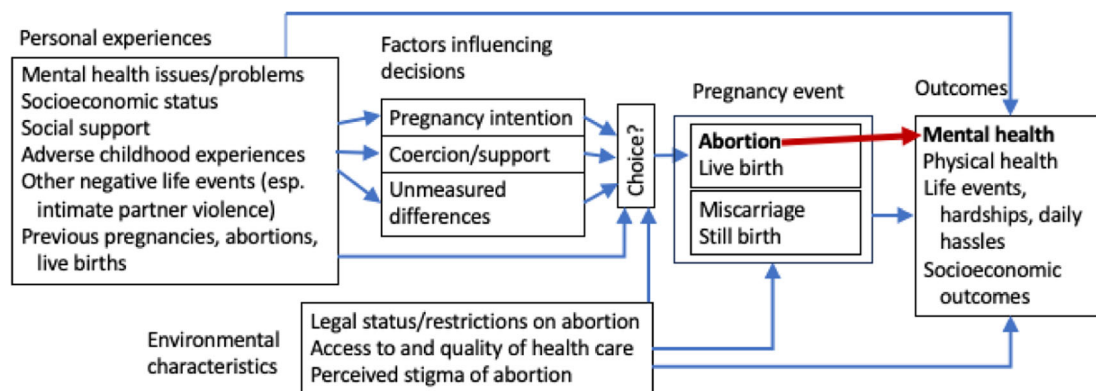 Personal experiences
Mental health issues/problems
Socioeconomic status
Social support
Adverse childhood experiences
Other negative life events (esp.
intimate partner violence)
Previous pregnancies, abortions,
live births
Factors influencing
decisions
Pregnancy intention
Coercion/support
Unmeasured
differences
Choice?
Pregnancy event
Abortion
Live birth
Miscarriage
Still birth
Outcomes
Mental health
Physical health
Life events,
hardships, daily
hassles
Socioeconomic
outcomes
Environmental
characteristics
Legal status/restrictions on abortion
Access to and quality of health care
Perceived stigma of abortion